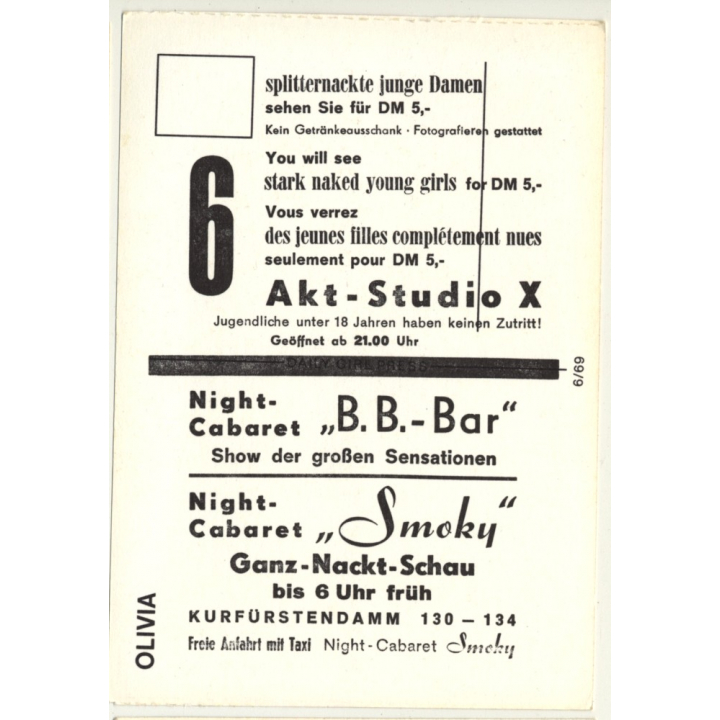 splitternackte junge Damen
sehen Sie für DM 5,-
Kein Getränkeausschank · Fotografieren gestattet
6
You will see
stark naked young girls for DM 5,-
Vous verrez
des jeunes filles complétement nues
seulement pour DM 5,-
Akt-Studio X
Jugendliche unter 18 Jahren haben keinen Zutritt!
Geöffnet ab 21.00 Uhr
DAILY GIRL PRESS
69/9
Night-
Cabaret „B.B.-Bar“
Show der großen Sensationen
Night-
Cabaret „Smoky“
Ganz-Nackt-Schau
bis 6 Uhr früh
KURFÜRSTENDAMM 130 — 134
Freie Anfahrt mit Taxi Night-Cabaret Smoky
OLIVIA